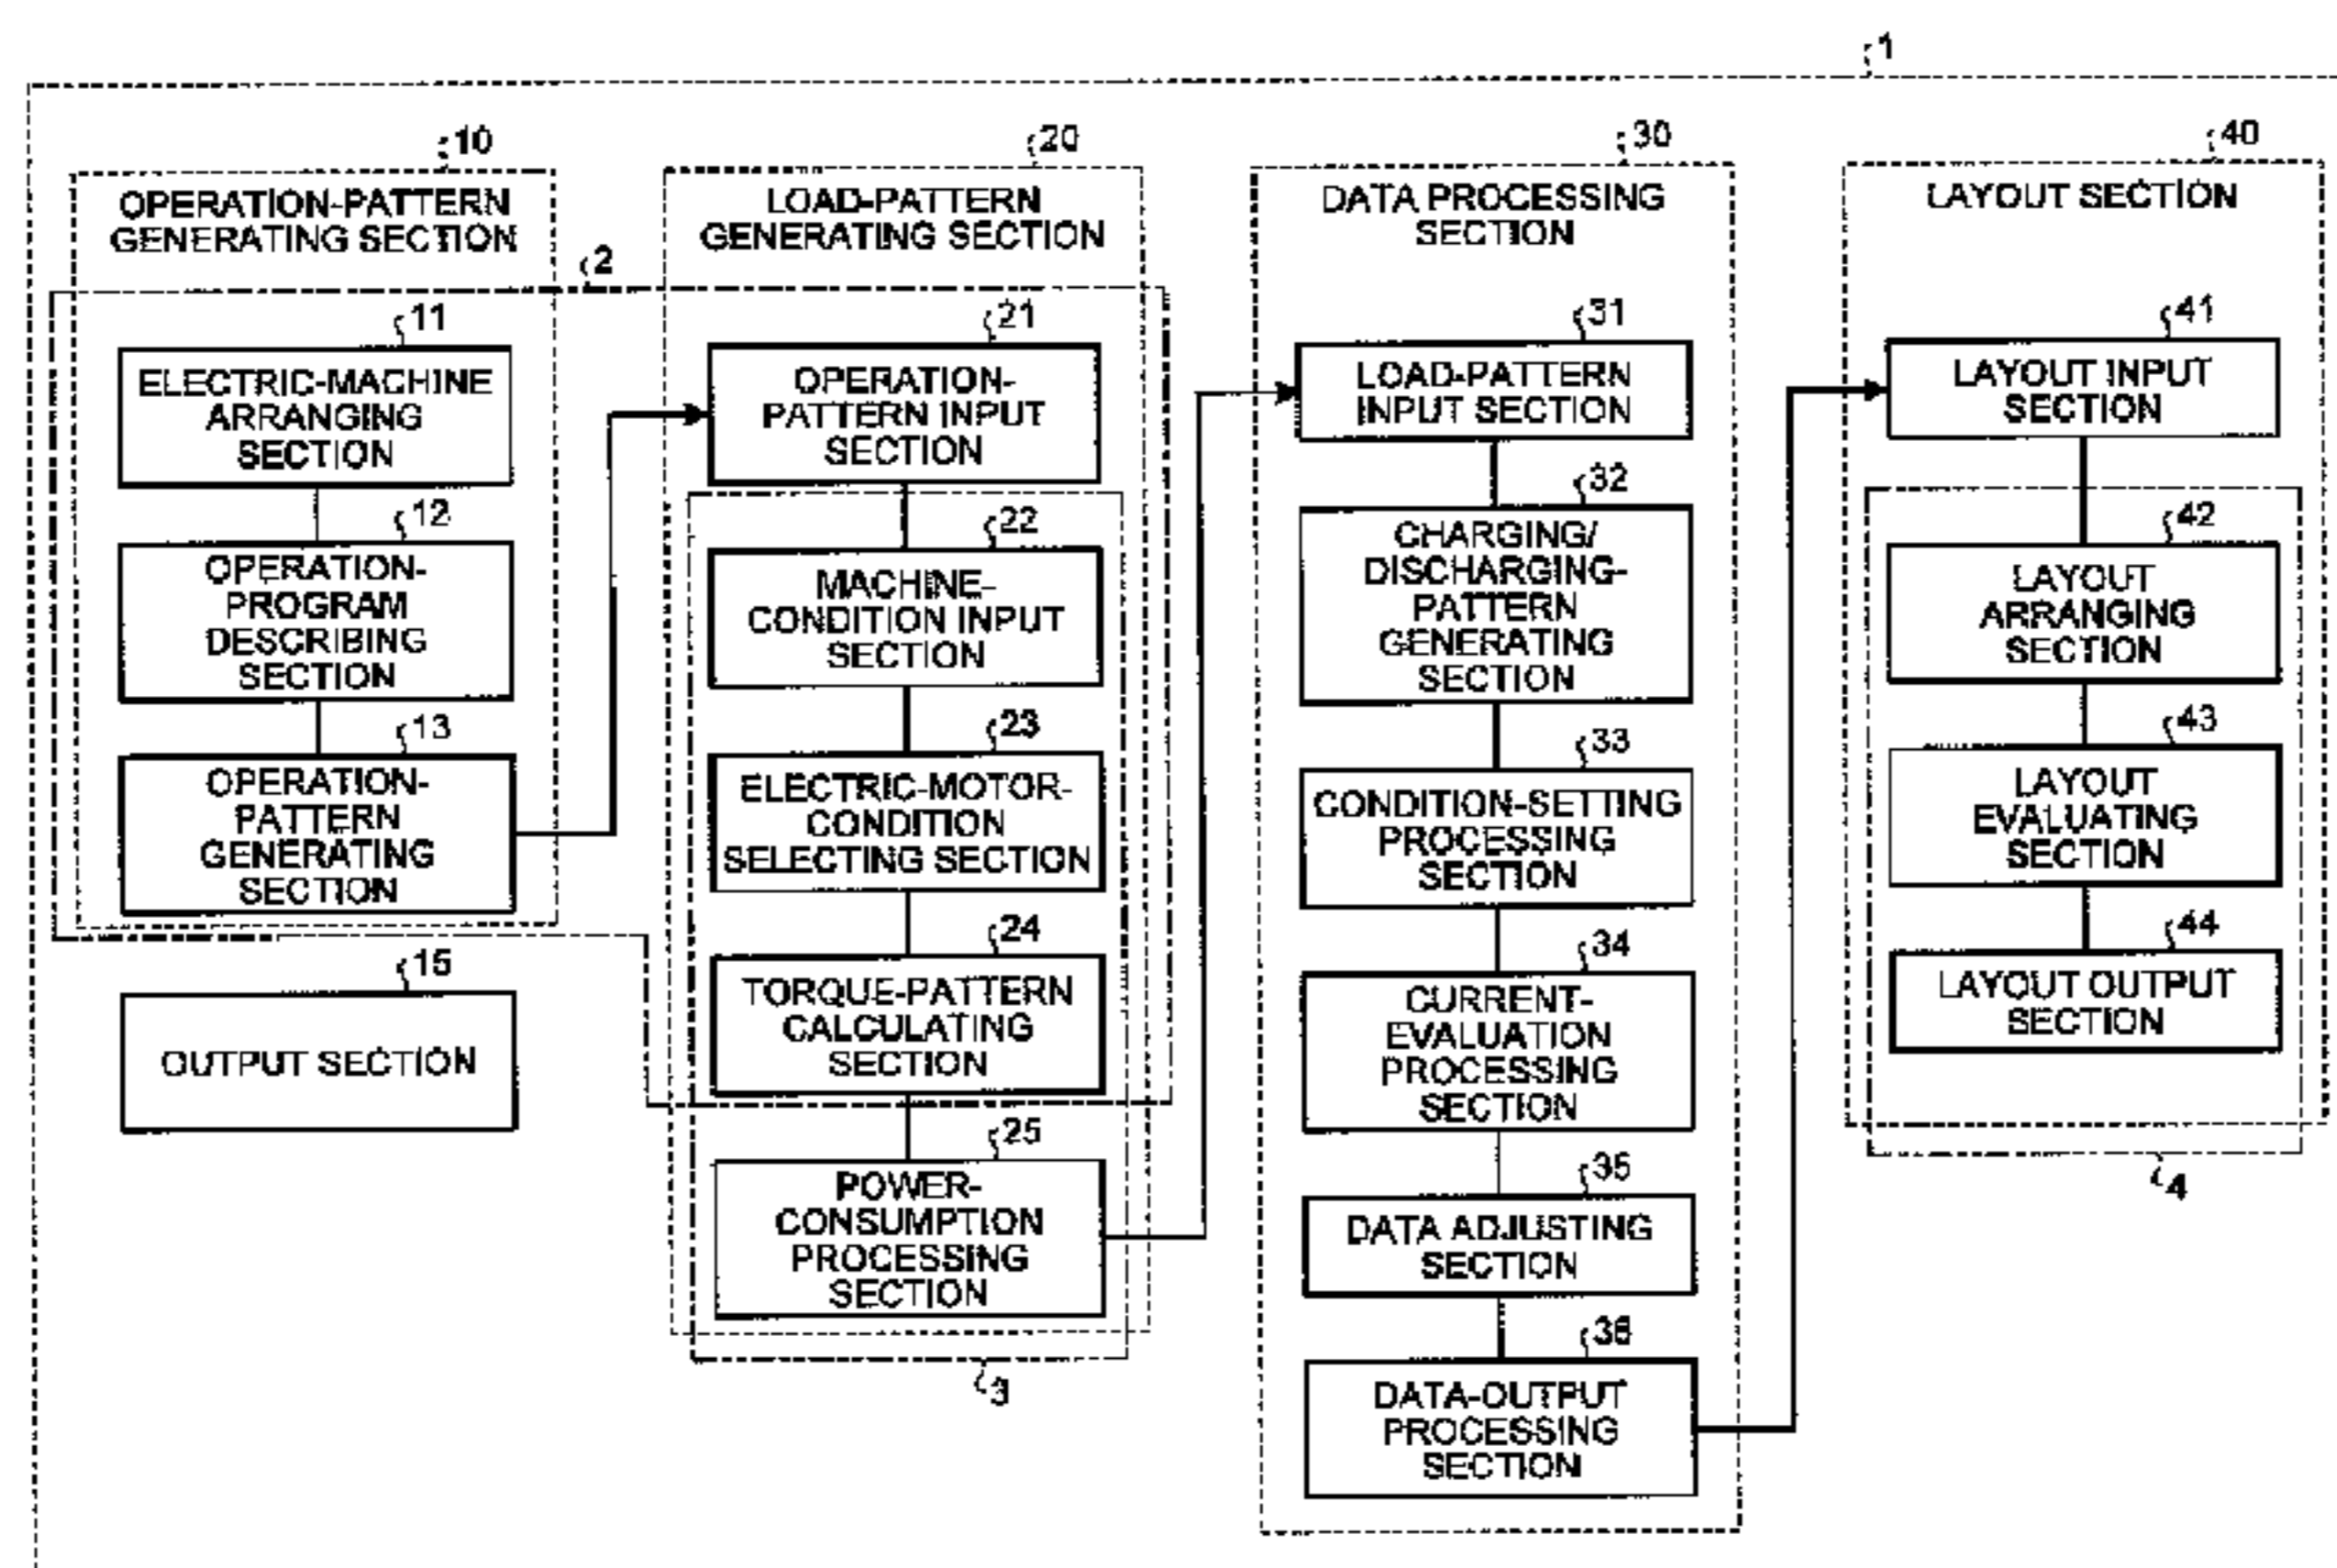 1
10
OPERATION-PATTERN
GENERATING SECTION
2
11
ELECTRIC-MACHINE
ARRANGING
SECTION
12
OPERATION-
PROGRAM
DESCRIBING
SECTION
13
OPERATION-
PATTERN
GENERATING
SECTION
15
OUTPUT SECTION
20
LOAD-PATTERN
GENERATING SECTION
21
OPERATION-
PATTERN INPUT
SECTION
22
MACHINE-
CONDITION INPUT
SECTION
23
ELECTRIC-MOTOR-
CONDITION
SELECTING SECTION
24
TORQUE-PATTERN
CALCULATING
SECTION
25
POWER-
CONSUMPTION
PROCESSING
SECTION
3
30
DATA PROCESSING
SECTION
31
LOAD-PATTERN
INPUT SECTION
32
CHARGING/
DISCHARGING-
PATTERN
GENERATING
SECTION
33
CONDITION-SETTING
PROCESSING
SECTION
34
CURRENT-
EVALUATION
PROCESSING
SECTION
35
DATA ADJUSTING
SECTION
36
DATA-OUTPUT
PROCESSING
SECTION
40
LAYOUT SECTION
41
LAYOUT INPUT
SECTION
42
LAYOUT
ARRANGING
SECTION
43
LAYOUT
EVALUATING
SECTION
44
LAYOUT OUTPUT
SECTION
4